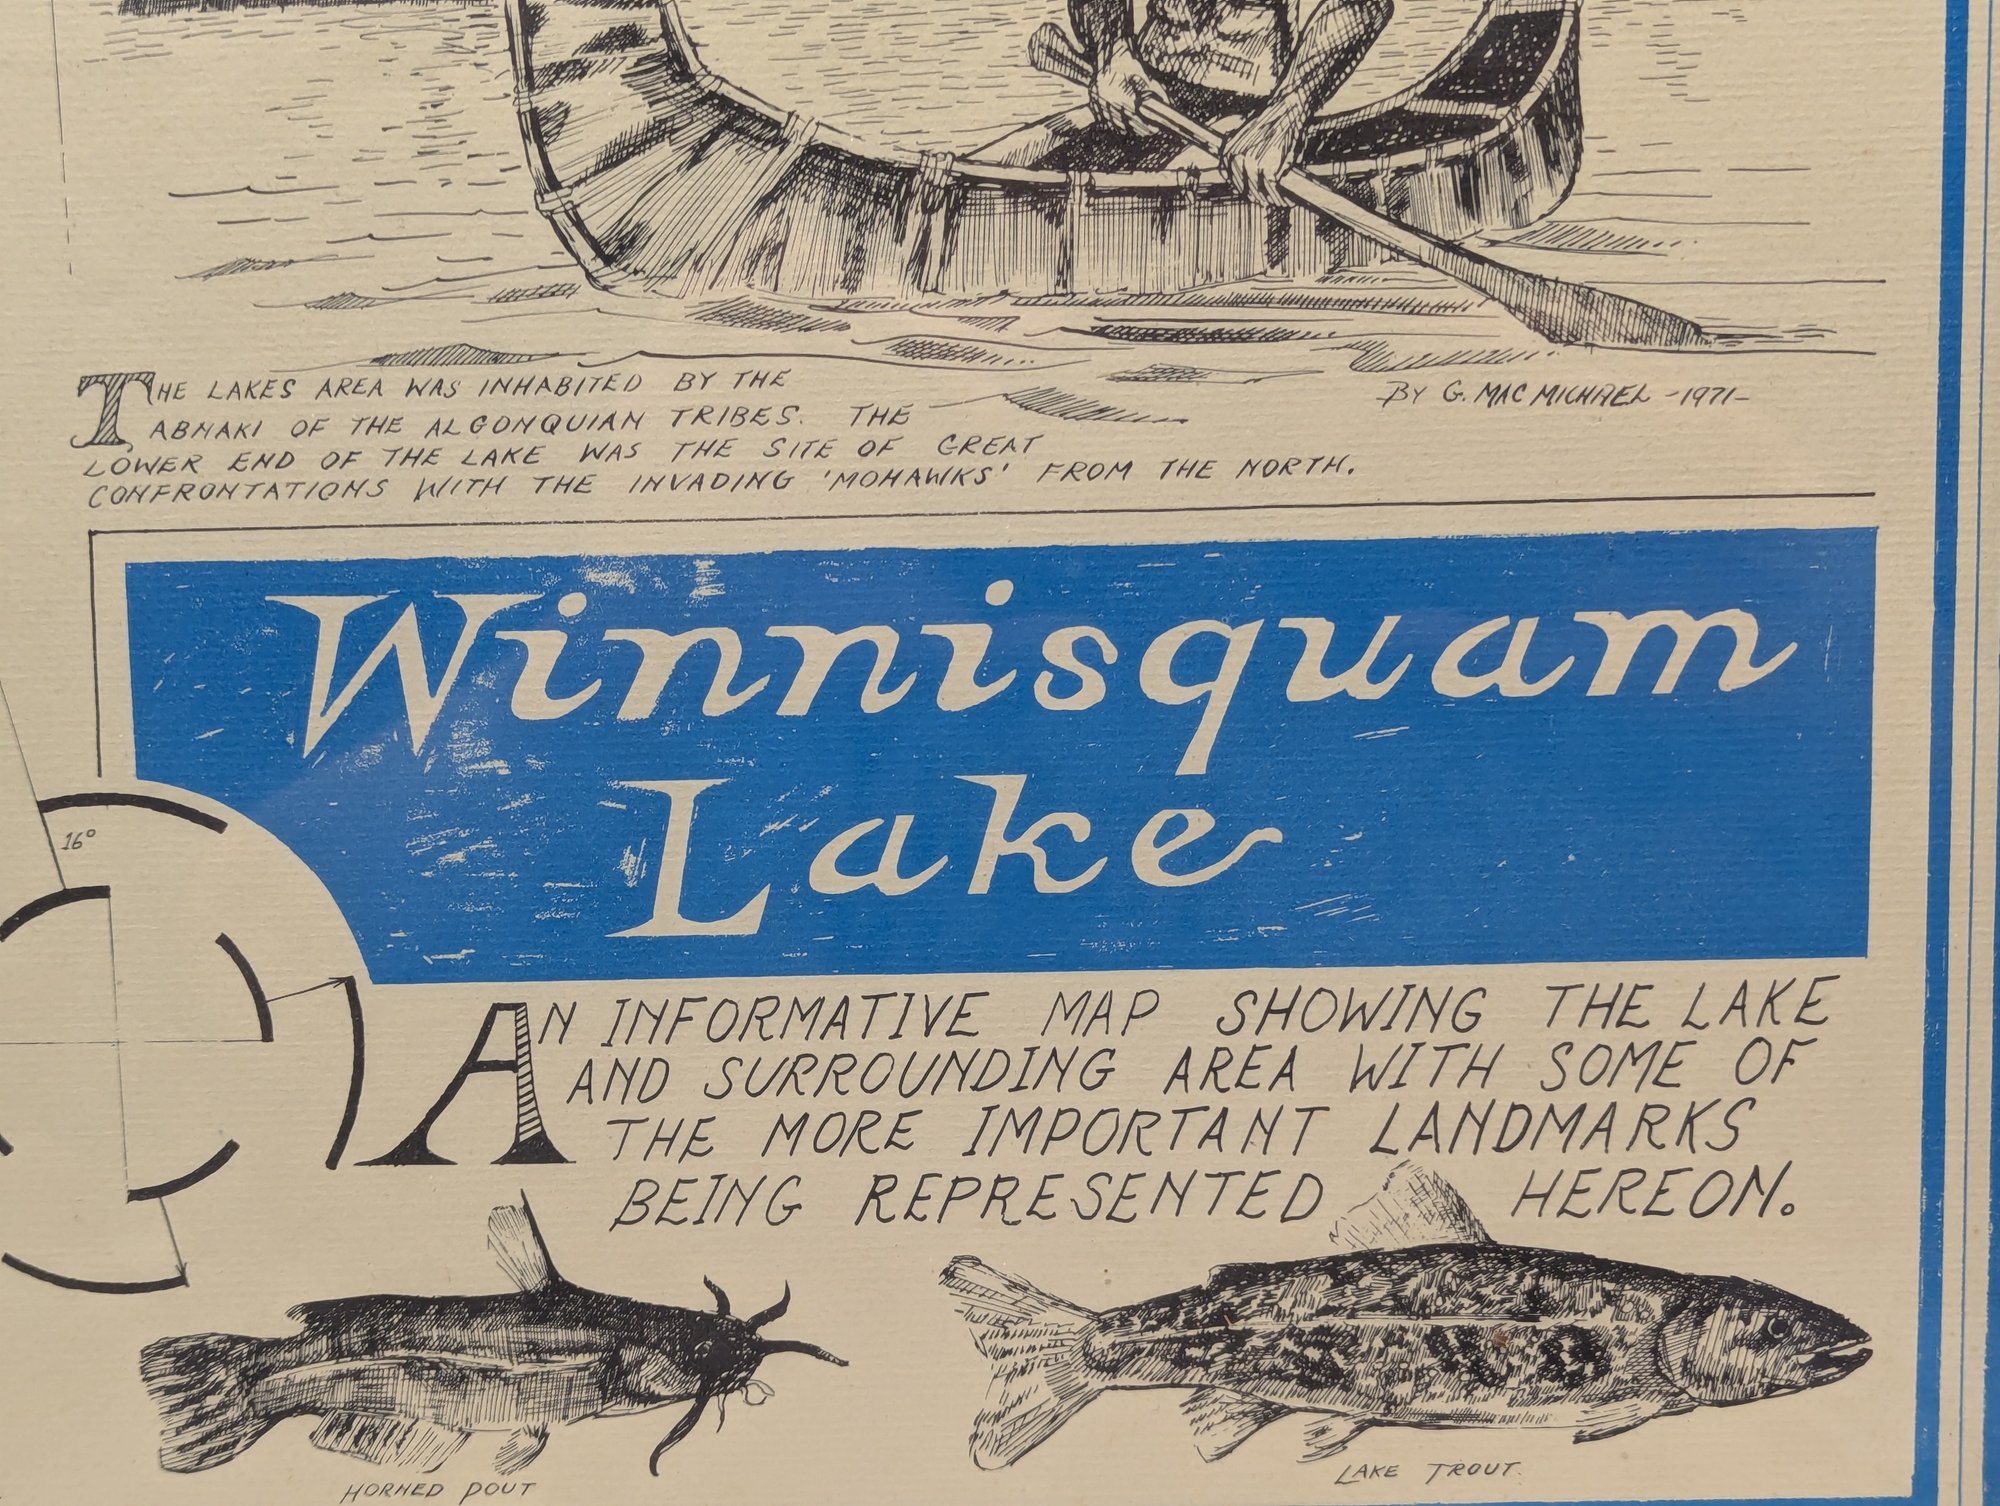 THE LAKES AREA WAS INHABITED BY THE
ABNAKI OF THE ALGONQUIAN TRIBES. THE
LOWER END OF THE LAKE WAS THE SITE OF GREAT
CONFRONTATIONS WITH THE INVADING 'MOHAWKS' FROM THE NORTH.
BY G. MAC MICHAEL -1971-
Winnisquam
Lake
16°
AN INFORMATIVE MAP SHOWING THE LAKE
AND SURROUNDING AREA WITH SOME OF
THE MORE IMPORTANT LANDMARKS
BEING REPRESENTED HEREON.
HORNED POUT
LAKE TROUT.